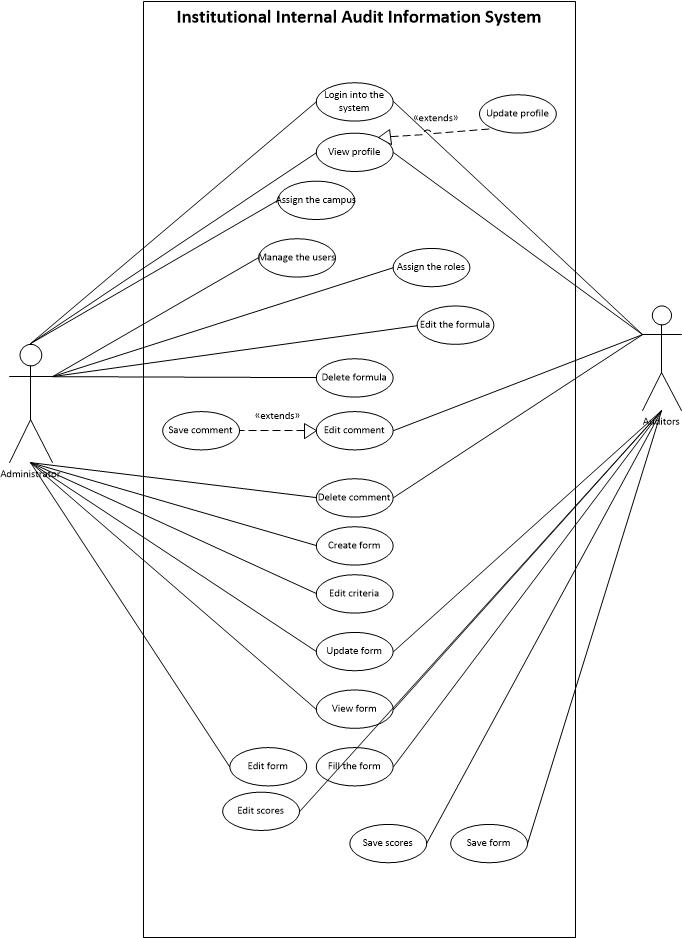 Institutional Internal Audit Information System
Login into the
system
«extends»
Update profile
View profile
Assign the campus
Manage the users
Assign the roles
Edit the formula
Delete formula
«extends»
Save comment
Edit comment
Auditors
Administrator
Delete comment
Create form
Edit criteria
Update form
View form
Edit form
Fill the form
Edit scores
Save scores
Save form